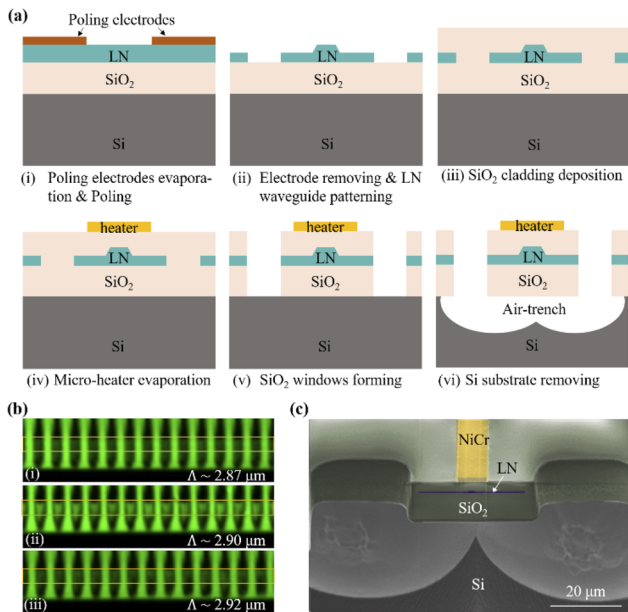 (a)
Poling electrodes
LN
SiO₂
Si
(i) Poling electrodes evapora-
tion & Poling
LN
SiO₂
Si
(ii) Electrode removing & LN
waveguide patterning
LN
SiO₂
Si
(iii) SiO₂ cladding deposition
heater
LN
SiO₂
Si
(iv) Micro-heater evaporation
heater
LN
SiO₂
Si
(v) SiO₂ windows forming
heater
LN
SiO₂
Air-trench
Si
(vi) Si substrate removing
(b)
(i)
Λ ~ 2.87 μm
(ii)
Λ ~ 2.90 μm
(iii)
Λ ~ 2.92 μm
(c)
NiCr
LN
SiO₂
Si
20 μm